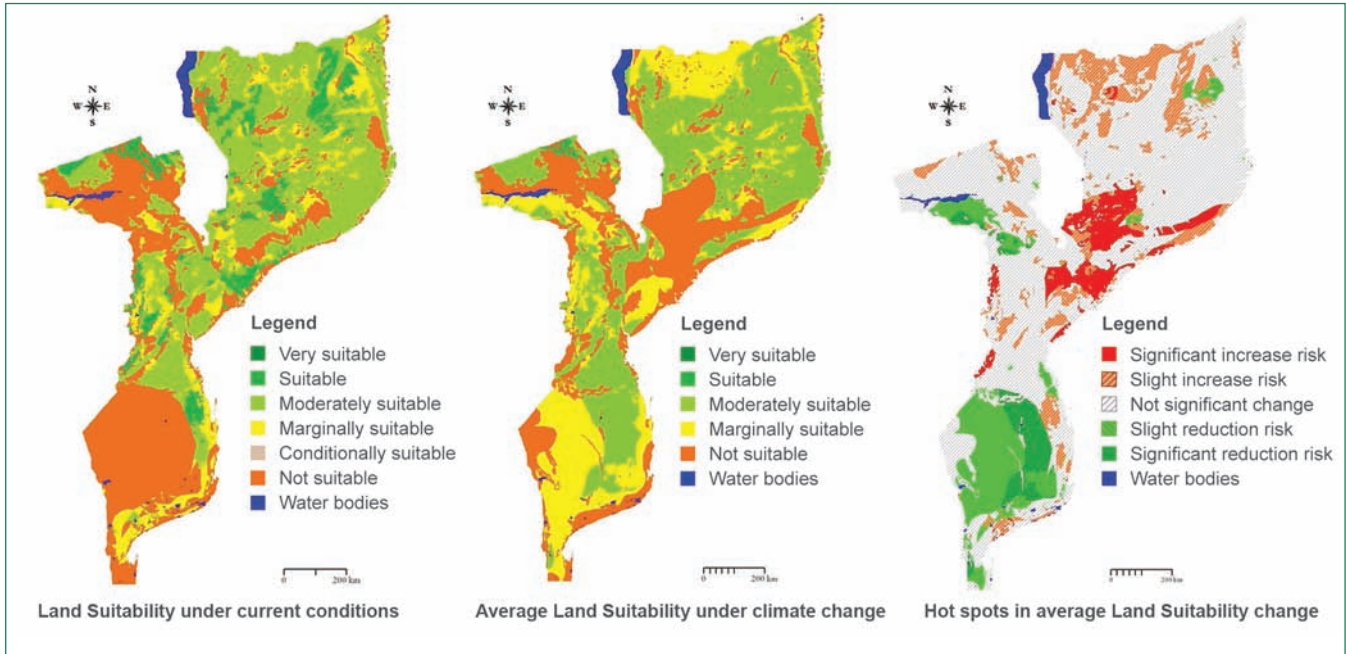 N
W E
S
Legend
Very suitable
Suitable
Moderately suitable
Marginally suitable
Conditionally suitable
Not suitable
Water bodies
0 200 km
Land Suitability under current conditions
N
W E
S
Legend
Very suitable
Suitable
Moderately suitable
Marginally suitable
Not suitable
Water bodies
0 200 km
Average Land Suitability under climate change
N
W E
S
Legend
Significant increase risk
Slight increase risk
Not significant change
Slight reduction risk
Significant reduction risk
Water bodies
0 200 km
Hot spots in average Land Suitability change